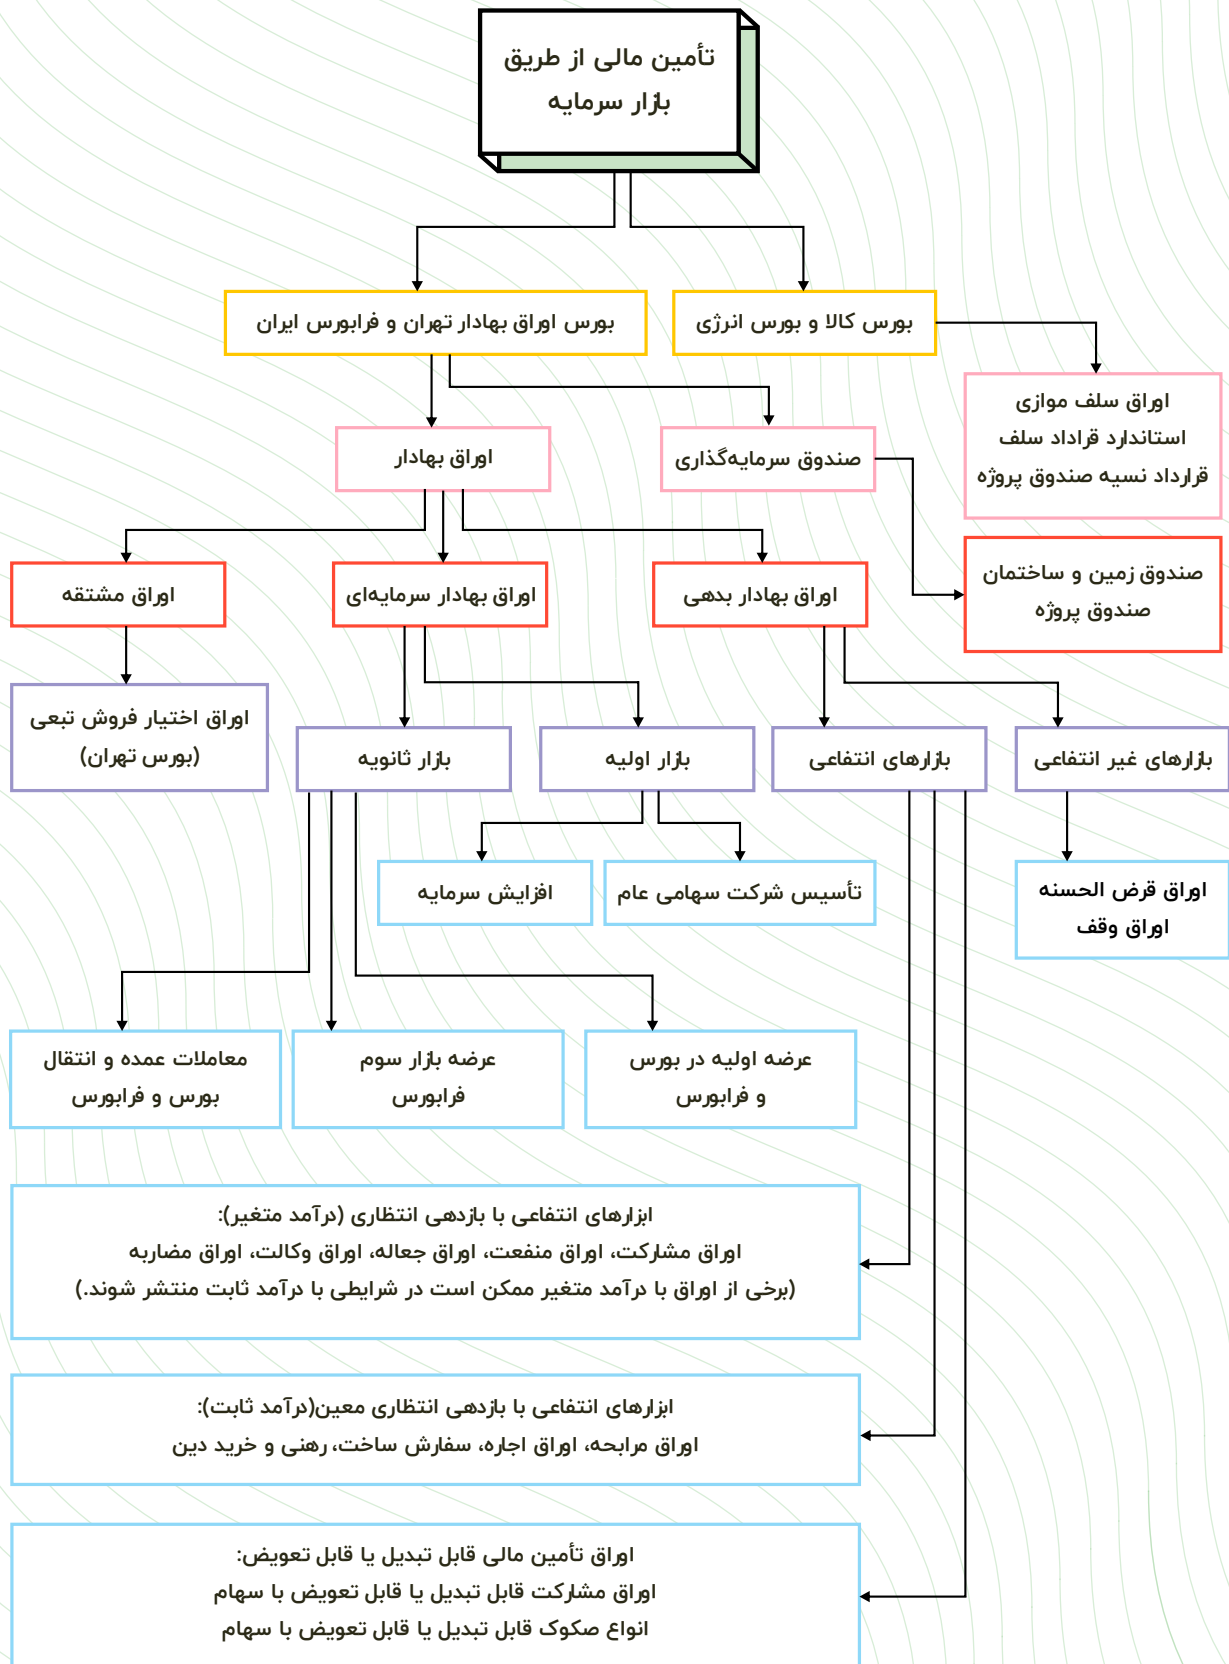 تأمین مالی از طریق
بازار سرمایه
بورس کالا و بورس انرژی
بورس اوراق بهادار تهران و فرابورس ایران
اوراق سلف موازی
استاندارد قراداد سلف
قرارداد نسیه صندوق پروژه
صندوق سرمایه‌گذاری
اوراق بهادار
صندوق زمین و ساختمان
صندوق پروژه
اوراق بهادار بدهی
اوراق بهادار سرمایه‌ای
اوراق مشتقه
اوراق اختیار فروش تبعی
(بورس تهران)
بازارهای غیر انتفاعی
بازارهای انتفاعی
بازار اولیه
بازار ثانویه
اوراق قرض الحسنه
اوراق وقف
تأسیس شرکت سهامی عام
افزایش سرمایه
عرضه اولیه در بورس
و فرابورس
عرضه بازار سوم
فرابورس
معاملات عمده و انتقال
بورس و فرابورس
ابزارهای انتفاعی با بازدهی انتظاری (درآمد متغیر):
اوراق مشارکت، اوراق منفعت، اوراق جعاله، اوراق وکالت، اوراق مضاربه
(برخی از اوراق با درآمد متغیر ممکن است در شرایطی با درآمد ثابت منتشر شوند.)
ابزارهای انتفاعی با بازدهی انتظاری معین(درآمد ثابت):
اوراق مرابحه، اوراق اجاره، سفارش ساخت، رهنی و خرید دین
اوراق تأمین مالی قابل تبدیل یا قابل تعویض:
اوراق مشارکت قابل تبدیل یا قابل تعویض با سهام
انواع صکوک قابل تبدیل یا قابل تعویض با سهام